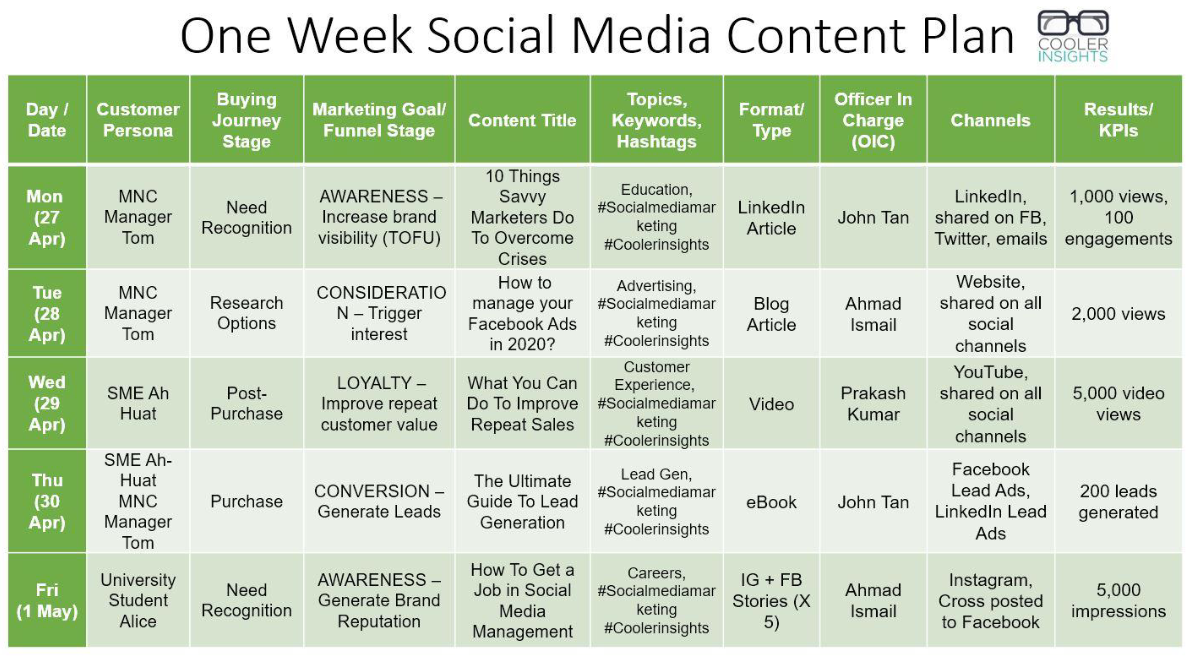 One Week Social Media Content Plan
COOLER
INSIGHTS
Day /
Date
Customer
Persona
Buying
Journey
Stage
Marketing Goal/
Funnel Stage
Content Title
Topics,
Keywords,
Hashtags
Format/
Type
Officer In
Charge
(OIC)
Channels
Results/
KPIs
Mon
(27
Apr)
MNC
Manager
Tom
Need
Recognition
AWARENESS –
Increase brand
visibility (TOFU)
10 Things
Savvy
Marketers Do
To Overcome
Crises
Education,
#Socialmediamar
keting
#Coolerinsights
LinkedIn
Article
John Tan
LinkedIn,
shared on FB,
Twitter, emails
1,000 views,
100
engagements
Tue
(28
Apr)
MNC
Manager
Tom
Research
Options
CONSIDERATIO
N – Trigger
interest
How to
manage your
Facebook Ads
in 2020?
Advertising,
#Socialmediamar
keting
#Coolerinsights
Blog
Article
Ahmad
Ismail
Website,
shared on all
social
channels
2,000 views
Wed
(29
Apr)
SME Ah
Huat
Post-
Purchase
LOYALTY –
Improve repeat
customer value
What You Can
Do To Improve
Repeat Sales
Customer
Experience,
#Socialmediamar
keting
#Coolerinsights
Video
Prakash
Kumar
YouTube,
shared on all
social
channels
5,000 video
views
Thu
(30
Apr)
SME Ah-
Huat
MNC
Manager
Tom
Purchase
CONVERSION –
Generate Leads
The Ultimate
Guide To Lead
Generation
Lead Gen,
#Socialmediamar
keting
#Coolerinsights
eBook
John Tan
Facebook
Lead Ads,
LinkedIn Lead
Ads
200 leads
generated
Fri
(1 May)
University
Student
Alice
Need
Recognition
AWARENESS –
Generate Brand
Reputation
How To Get a
Job in Social
Media
Management
Careers,
#Socialmediamar
keting
#Coolerinsights
IG + FB
Stories (X
5)
Ahmad
Ismail
Instagram,
Cross posted
to Facebook
5,000
impressions